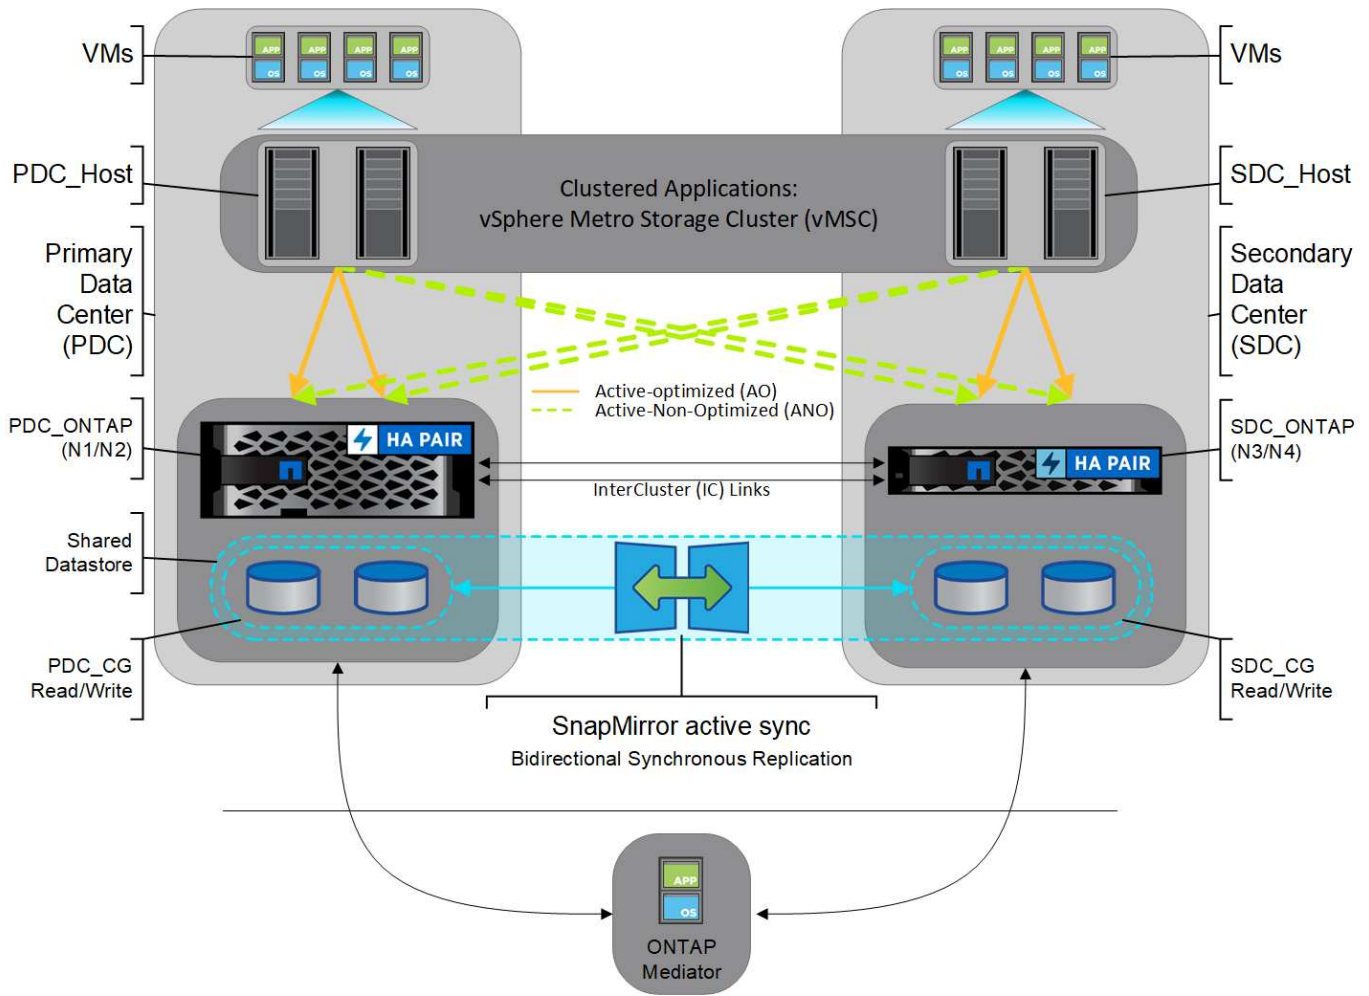 VMs
APP APP APP APP
OS OS OS OS
APP APP APP APP
OS OS OS OS
VMs
PDC_Host
Clustered Applications:
vSphere Metro Storage Cluster (vMSC)
SDC_Host
Primary
Data
Center
(PDC)
Secondary
Data
Center
(SDC)
Active-optimized (AO)
Active-Non-Optimized (ANO)
PDC_ONTAP
(N1/N2)
HA PAIR
HA PAIR
SDC_ONTAP
(N3/N4)
InterCluster (IC) Links
Shared
Datastore
PDC_CG
Read/Write
SDC_CG
Read/Write
SnapMirror active sync
Bidirectional Synchronous Replication
APP
OS
ONTAP
Mediator